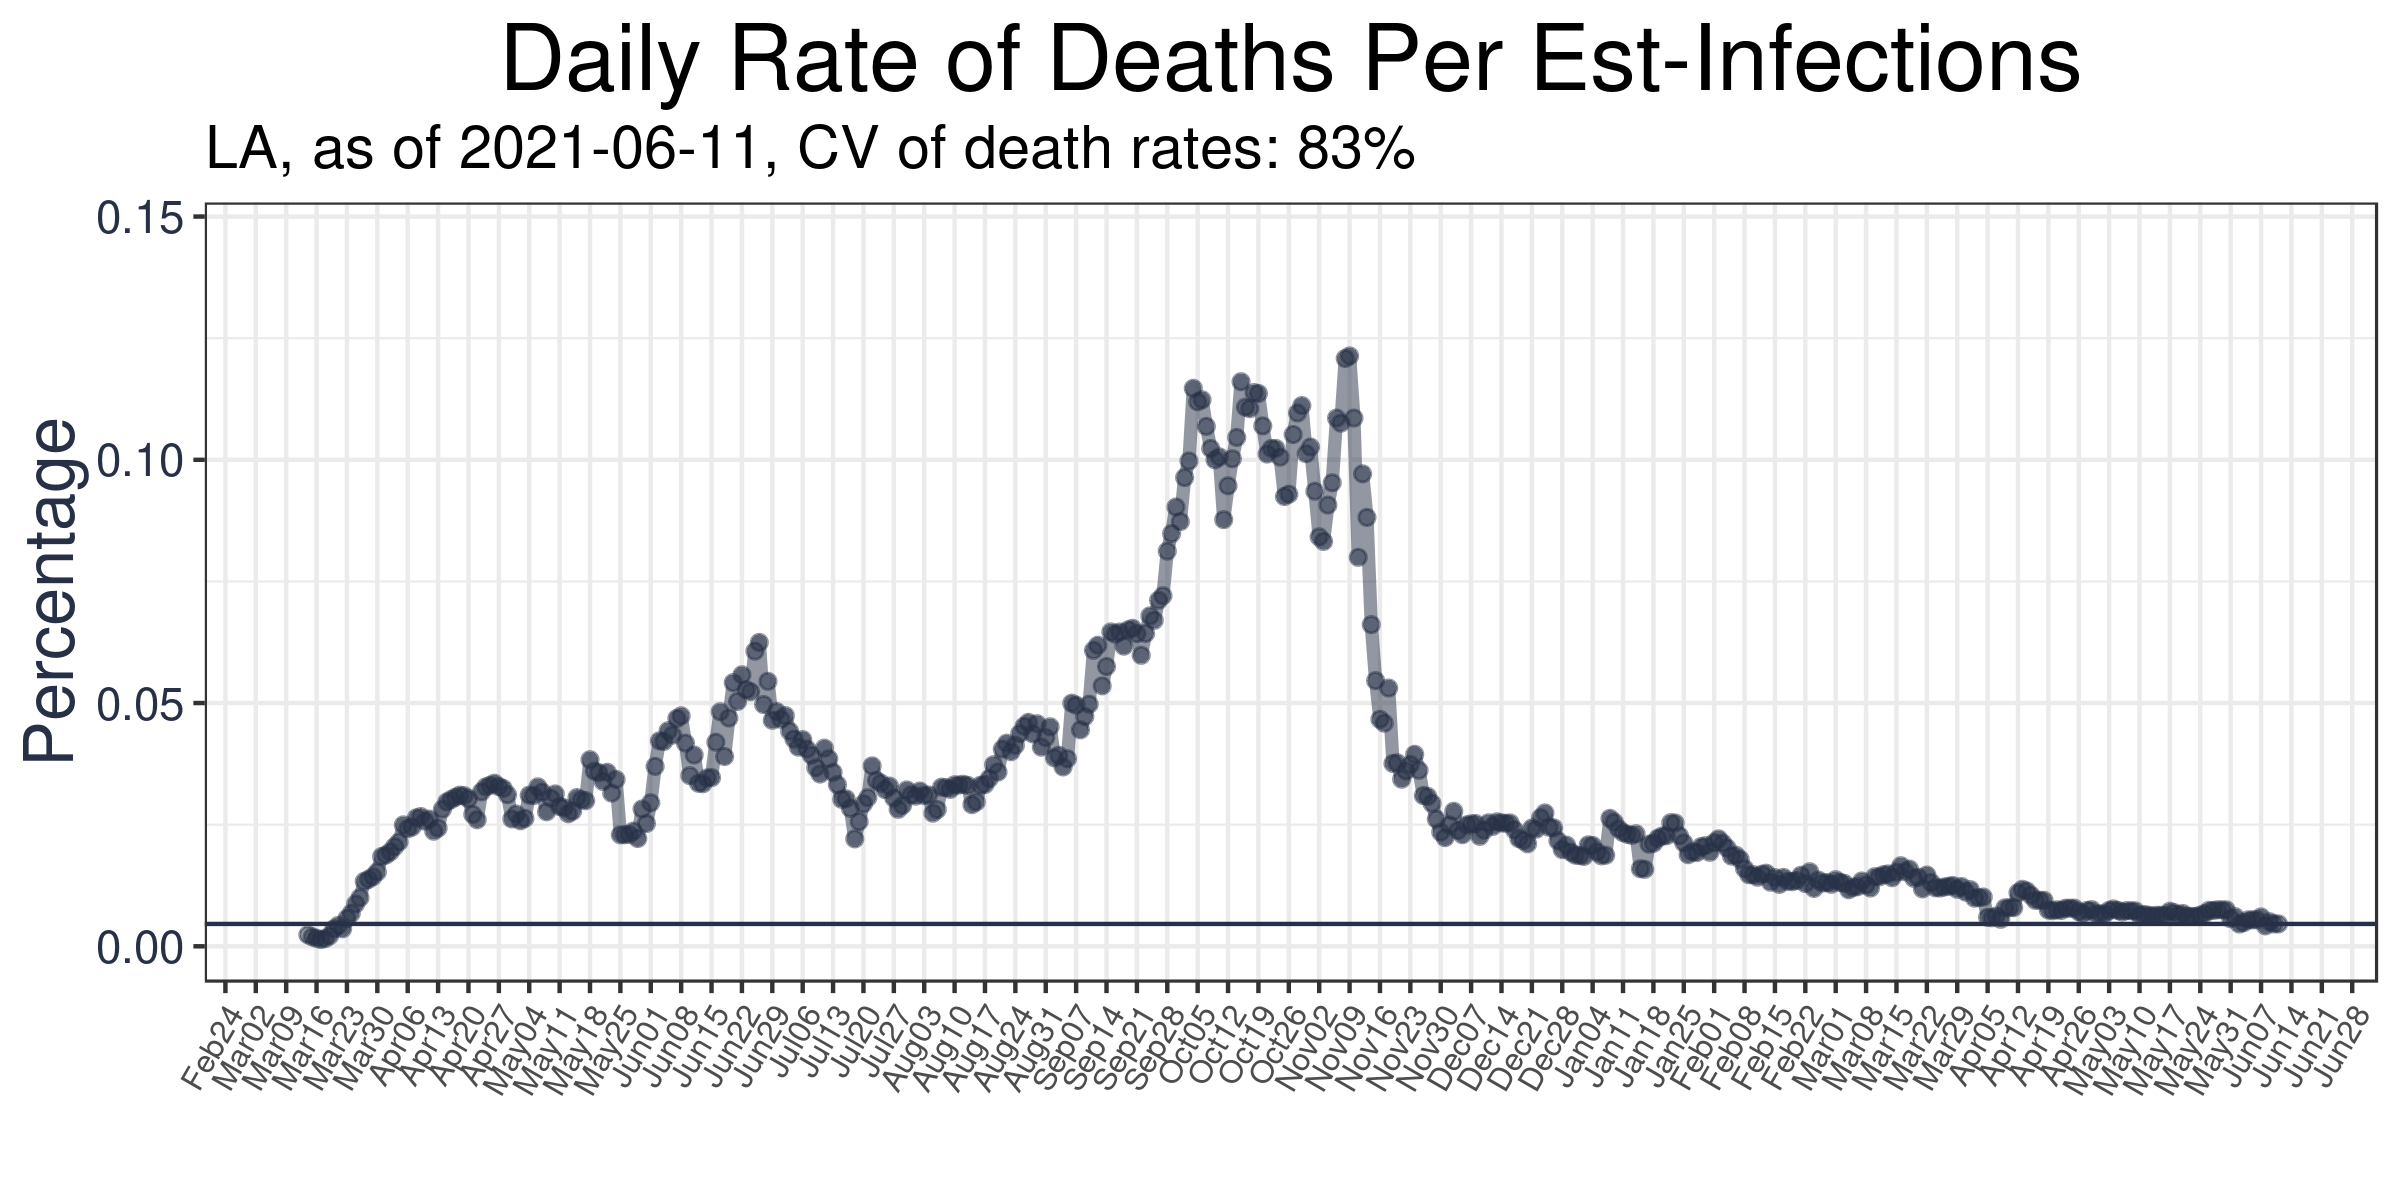 Daily Rate of Deaths Per Est-Infections
LA, as of 2021-06-11, CV of death rates: 83%
Percentage
0.15
0.10
0.05
0.00
Feb24
Mar02
Mar09
Mar16
Mar23
Mar30
Apr06
Apr13
Apr20
Apr27
May04
May11
May18
May25
Jun01
Jun08
Jun15
Jun22
Jun29
Jul06
Jul13
Jul20
Jul27
Aug03
Aug10
Aug17
Aug24
Aug31
Sep07
Sep14
Sep21
Sep28
Oct05
Oct12
Oct19
Oct26
Nov02
Nov09
Nov16
Nov23
Nov30
Dec07
Dec14
Dec21
Dec28
Jan04
Jan11
Jan18
Jan25
Feb01
Feb08
Feb15
Feb22
Mar01
Mar08
Mar15
Mar22
Mar29
Apr05
Apr12
Apr19
Apr26
May03
May10
May17
May24
May31
Jun07
Jun14
Jun21
Jun28